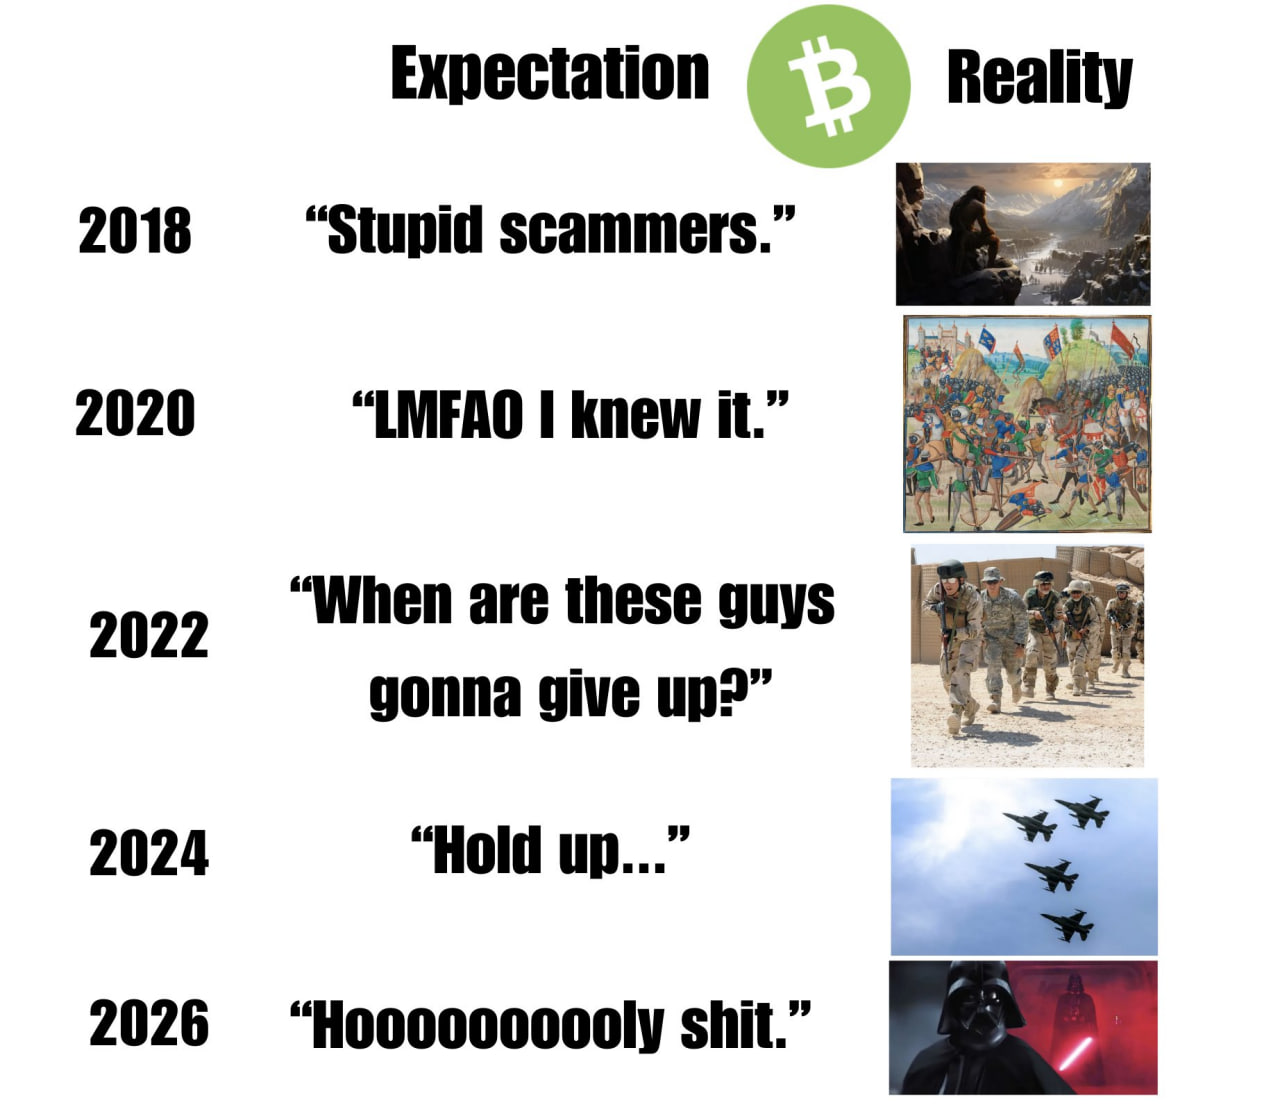 Expectation
Reality
2018
“Stupid scammers.”
2020
“LMFAO I knew it.”
2022
“When are these guys
gonna give up?”
2024
“Hold up...”
2026
“Hoooooooooly shit.”